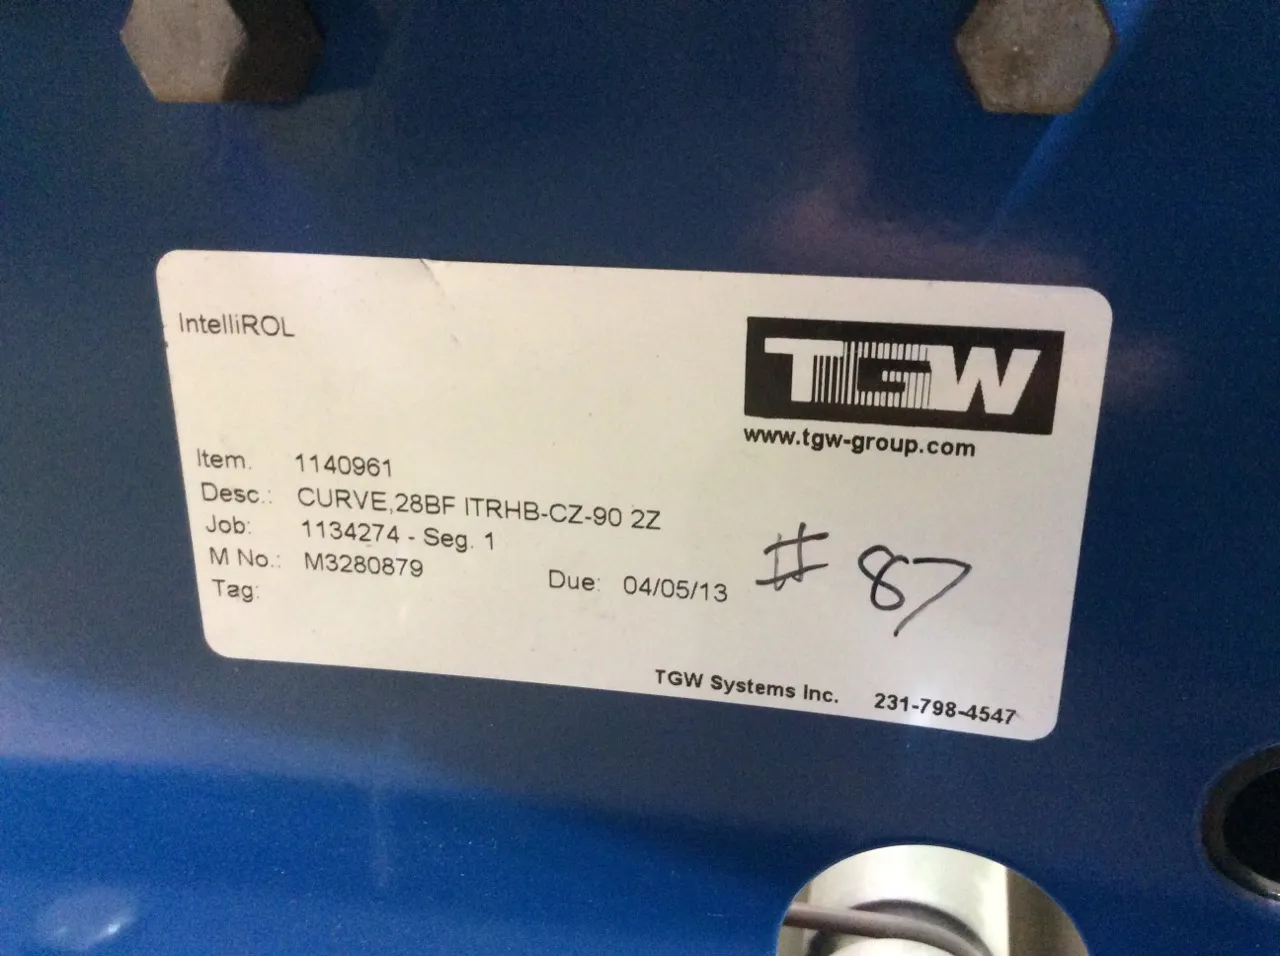 IntelliROL
TGW
www.tgw-group.com
Item. 1140961
Desc.: CURVE,28BF ITRHB-CZ-90 2Z
Job: 1134274 - Seg. 1
M No.: M3280879
Due: 04/05/13
# 87
Tag:
TGW Systems Inc. 231-798-4547